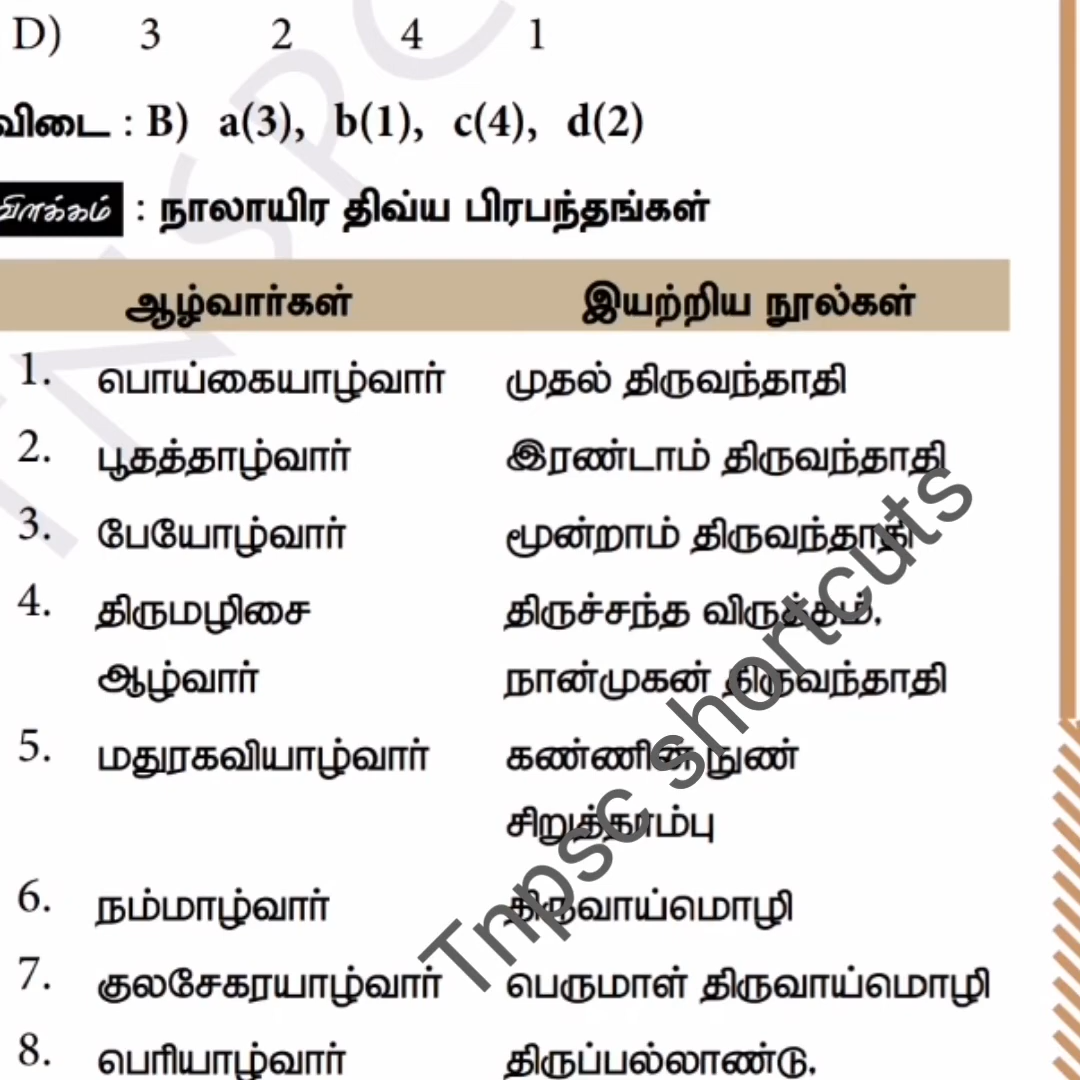 D) 3 2 4 1
விடை : B) a(3), b(1), c(4), d(2)
விளக்கம் : நாலாயிர திவ்ய பிரபந்தங்கள்
ஆழ்வார்கள் இயற்றிய நூல்கள்
1. பொய்கையாழ்வார் முதல் திருவந்தாதி
2. பூதத்தாழ்வார் இரண்டாம் திருவந்தாதி
3. பேயோழ்வார் மூன்றாம் திருவந்தாதி
4. திருமழிசை திருச்சந்த விருத்தம்.
ஆழ்வார் நான்முகன் திருவந்தாதி
5. மதுரகவியாழ்வார் கண்ணின் நுண்
சிறுத்தாம்பு
6. நம்மாழ்வார் திருவாய்மொழி
7. குலசேகரயாழ்வார் பெருமாள் திருவாய்மொழி
8. பெரியாழ்வார் திருப்பல்லாண்டு.
Tnpsc shortcuts
TNSPC